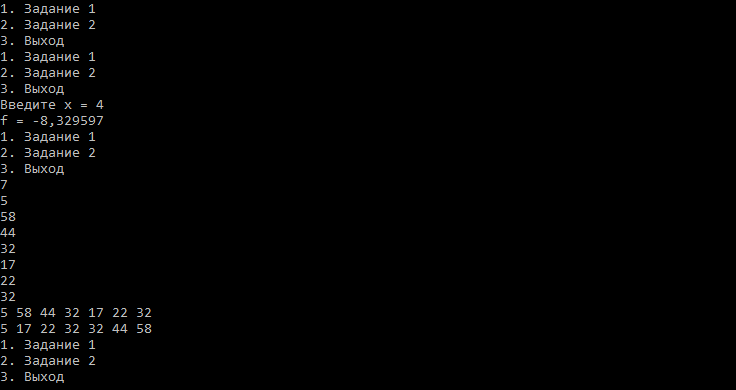 1. Задание 1
2. Задание 2
3. Выход
1. Задание 1
2. Задание 2
3. Выход
Введите x = 4
f = -8,329597
1. Задание 1
2. Задание 2
3. Выход
7
5
58
44
32
17
22
32
5 58 44 32 17 22 32
5 17 22 32 32 44 58
1. Задание 1
2. Задание 2
3. Выход